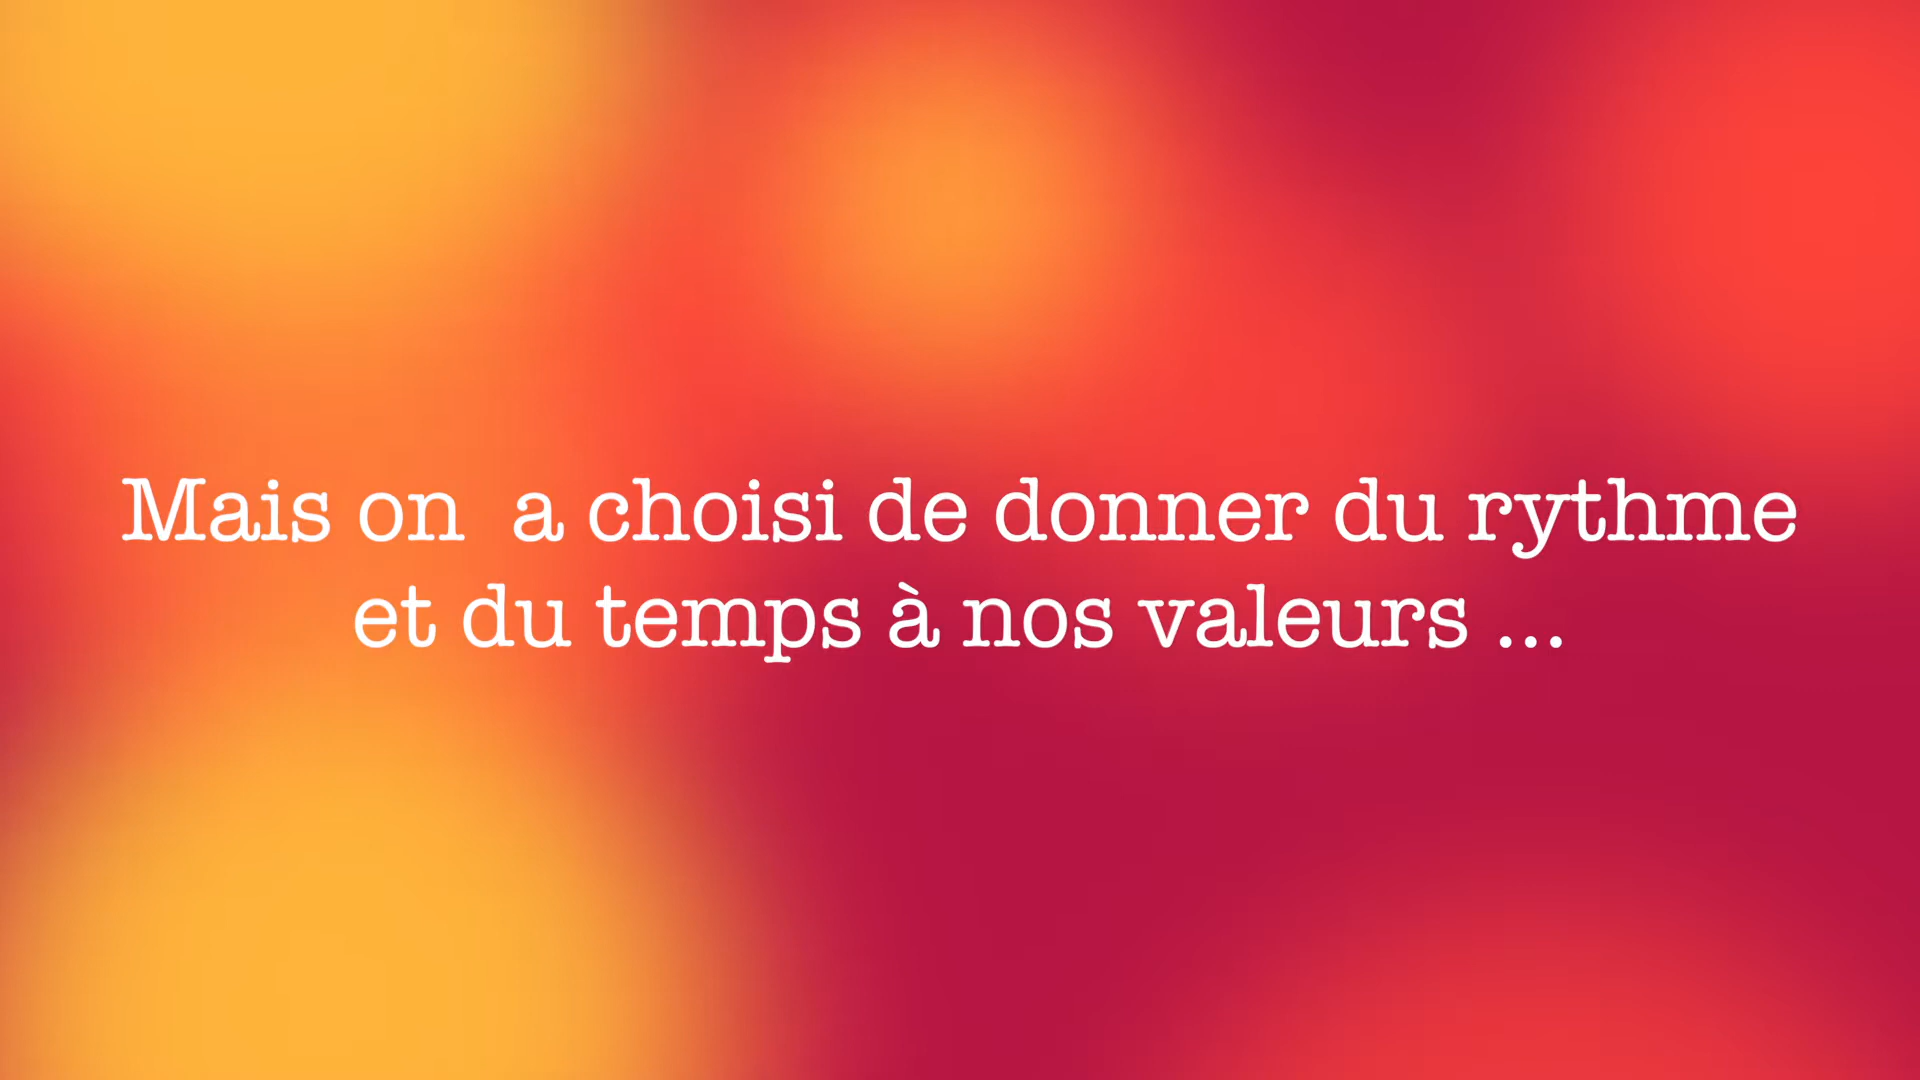 Mais on  a choisi de donner du rythme
et du temps à nos valeurs ...